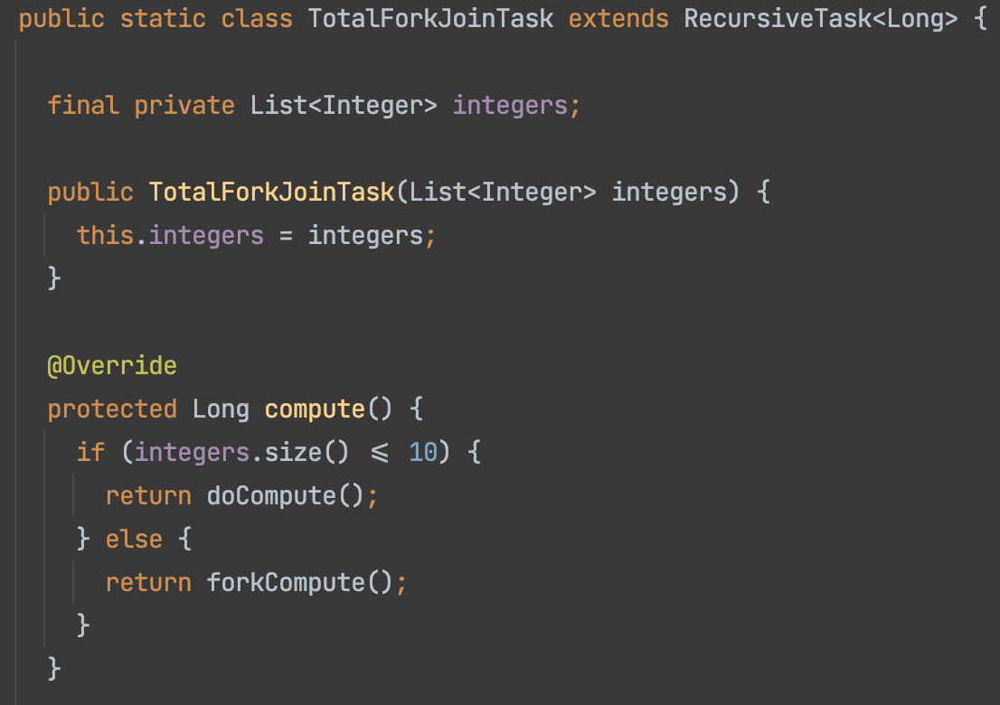 public static class TotalForkJoinTask extends RecursiveTask<Long> {
final private List<Integer> integers;
public TotalForkJoinTask(List<Integer> integers) {
this.integers = integers;
}
@Override
protected Long compute() {
if (integers.size() <= 10) {
return doCompute();
} else {
return forkCompute();
}
}